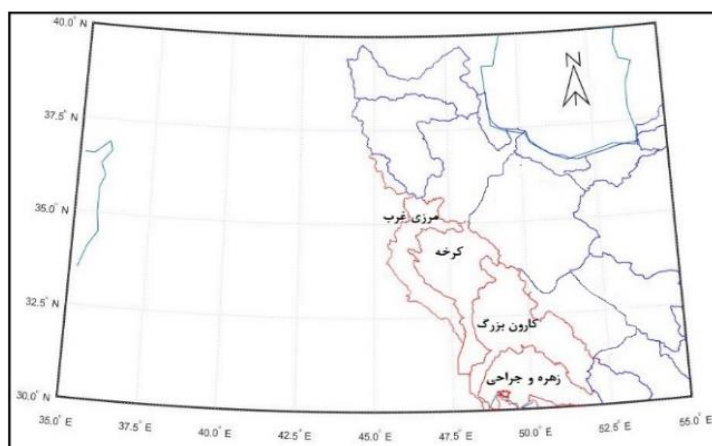 40.0° N
37.5° N
35.0° N
32.5° N
30.0° N
N
مرزی غرب
کرخه
کارون بزرگ
زهره و جراحی
35.0° E
37.5° E
40.0° E
42.5° E
45.0° E
47.5° E
50.0° E
52.5° E
55.0° E